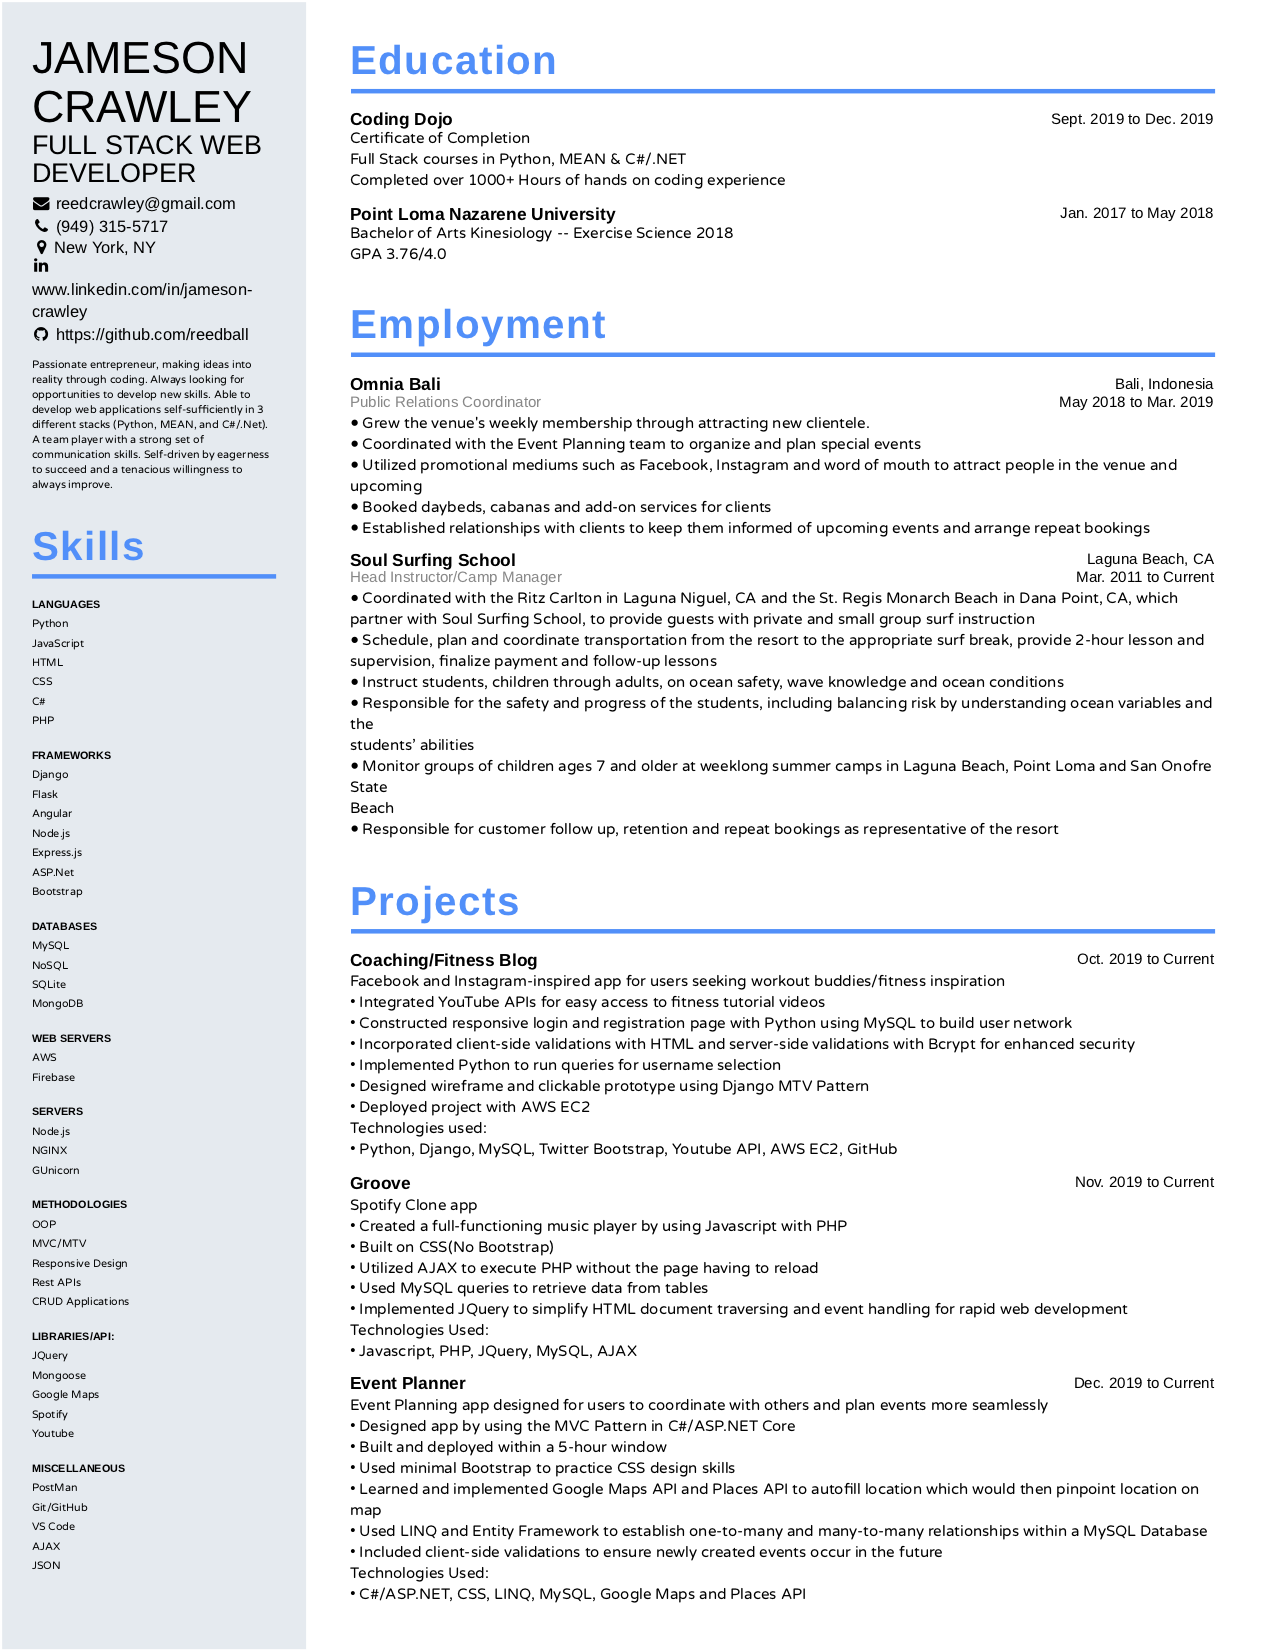 JAMESON
CRAWLEY
FULL STACK WEB
DEVELOPER
reedcrawley@gmail.com
(949) 315-5717
New York, NY
www.linkedin.com/in/jameson-
crawley
https://github.com/reedball
Passionate entrepreneur, making ideas into
reality through coding. Always looking for
opportunities to develop new skills. Able to
develop web applications self-sufficiently in 3
different stacks (Python, MEAN, and C#/.Net).
A team player with a strong set of
communication skills. Self-driven by eagerness
to succeed and a tenacious willingness to
always improve.
Skills
LANGUAGES
Python
JavaScript
HTML
CSS
C#
PHP
FRAMEWORKS
Django
Flask
Angular
Node.js
Express.js
ASP.Net
Bootstrap
DATABASES
MySQL
NoSQL
SQLite
MongoDB
WEB SERVERS
AWS
Firebase
SERVERS
Node.js
NGINX
GUnicorn
METHODOLOGIES
OOP
MVC/MTV
Responsive Design
Rest APIs
CRUD Applications
LIBRARIES/API:
JQuery
Mongoose
Google Maps
Spotify
Youtube
MISCELLANEOUS
PostMan
Git/GitHub
VS Code
AJAX
JSON
Education
Coding Dojo Sept. 2019 to Dec. 2019
Certificate of Completion
Full Stack courses in Python, MEAN & C#/.NET
Completed over 1000+ Hours of hands on coding experience
Point Loma Nazarene University Jan. 2017 to May 2018
Bachelor of Arts Kinesiology -- Exercise Science 2018
GPA 3.76/4.0
Employment
Omnia Bali Bali, Indonesia
Public Relations Coordinator May 2018 to Mar. 2019
● Grew the venue's weekly membership through attracting new clientele.
● Coordinated with the Event Planning team to organize and plan special events
● Utilized promotional mediums such as Facebook, Instagram and word of mouth to attract people in the venue and
upcoming
● Booked daybeds, cabanas and add-on services for clients
● Established relationships with clients to keep them informed of upcoming events and arrange repeat bookings
Soul Surfing School Laguna Beach, CA
Head Instructor/Camp Manager Mar. 2011 to Current
● Coordinated with the Ritz Carlton in Laguna Niguel, CA and the St. Regis Monarch Beach in Dana Point, CA, which
partner with Soul Surfing School, to provide guests with private and small group surf instruction
● Schedule, plan and coordinate transportation from the resort to the appropriate surf break, provide 2-hour lesson and
supervision, finalize payment and follow-up lessons
● Instruct students, children through adults, on ocean safety, wave knowledge and ocean conditions
● Responsible for the safety and progress of the students, including balancing risk by understanding ocean variables and
the
students’ abilities
● Monitor groups of children ages 7 and older at weeklong summer camps in Laguna Beach, Point Loma and San Onofre
State
Beach
● Responsible for customer follow up, retention and repeat bookings as representative of the resort
Projects
Coaching/Fitness Blog Oct. 2019 to Current
Facebook and Instagram-inspired app for users seeking workout buddies/fitness inspiration
• Integrated YouTube APIs for easy access to fitness tutorial videos
• Constructed responsive login and registration page with Python using MySQL to build user network
• Incorporated client-side validations with HTML and server-side validations with Bcrypt for enhanced security
• Implemented Python to run queries for username selection
• Designed wireframe and clickable prototype using Django MTV Pattern
• Deployed project with AWS EC2
Technologies used:
• Python, Django, MySQL, Twitter Bootstrap, Youtube API, AWS EC2, GitHub
Groove Nov. 2019 to Current
Spotify Clone app
• Created a full-functioning music player by using Javascript with PHP
• Built on CSS(No Bootstrap)
• Utilized AJAX to execute PHP without the page having to reload
• Used MySQL queries to retrieve data from tables
• Implemented JQuery to simplify HTML document traversing and event handling for rapid web development
Technologies Used:
• Javascript, PHP, JQuery, MySQL, AJAX
Event Planner Dec. 2019 to Current
Event Planning app designed for users to coordinate with others and plan events more seamlessly
• Designed app by using the MVC Pattern in C#/ASP.NET Core
• Built and deployed within a 5-hour window
• Used minimal Bootstrap to practice CSS design skills
• Learned and implemented Google Maps API and Places API to autofill location which would then pinpoint location on
map
• Used LINQ and Entity Framework to establish one-to-many and many-to-many relationships within a MySQL Database
• Included client-side validations to ensure newly created events occur in the future
Technologies Used:
• C#/ASP.NET, CSS, LINQ, MySQL, Google Maps and Places API